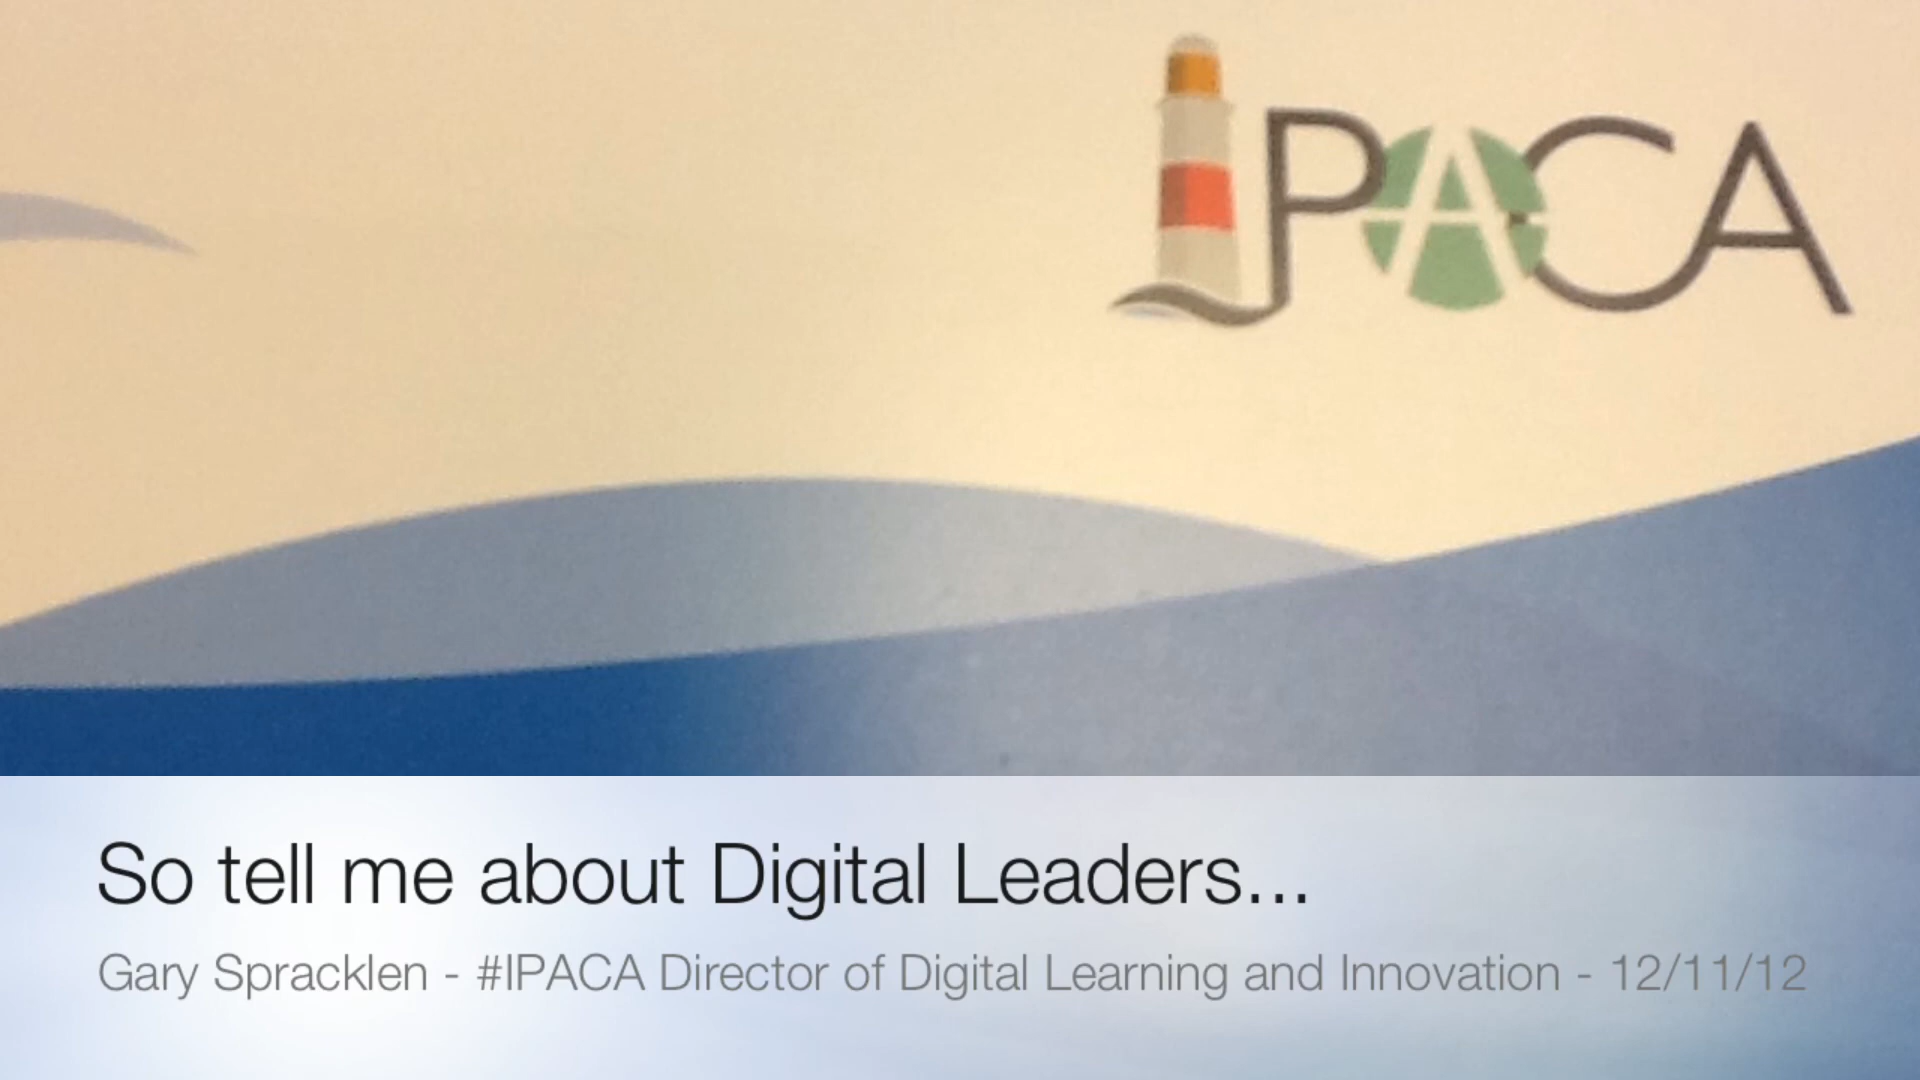 IPACA
So tell me about Digital Leaders...
Gary Spracklen - #IPACA Director of Digital Learning and Innovation - 12/11/12